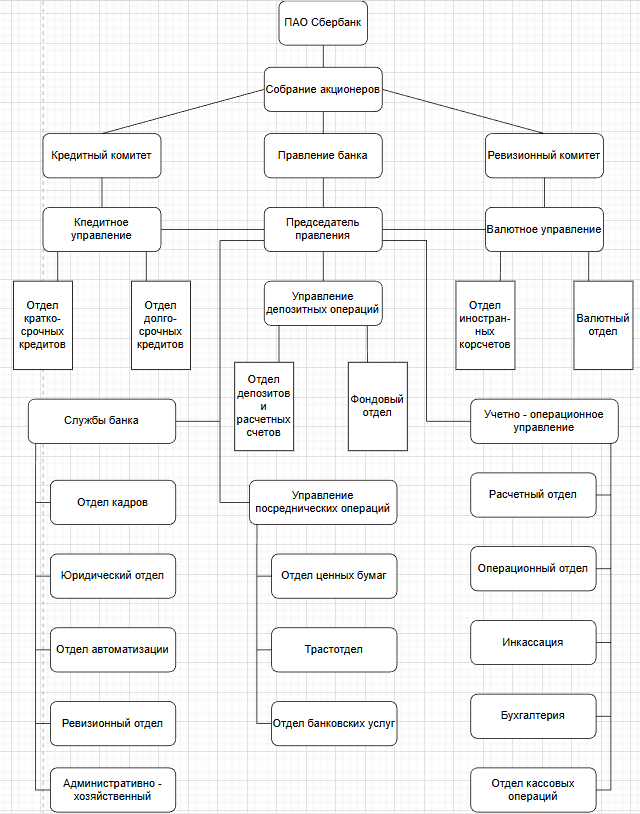 ПАО Сбербанк
Собрание акционеров
Кредитный комитет
Правление банка
Ревизионный комитет
Кпедитное
управление
Председатель
правления
Валютное управление
Отдел
кратко-
срочных
кредитов
Отдел
долго-
срочных
кредитов
Управление
депозитных операций
Отдел
иностран-
ных
корсчетов
Валютный
отдел
Отдел
депозитов
и
расчетных
счетов
Фондовый
отдел
Службы банка
Учетно - операционное
управление
Отдел кадров
Управление
посреднических операций
Расчетный отдел
Юридический отдел
Отдел ценных бумаг
Операционный отдел
Отдел автоматизации
Трастотдел
Инкассация
Ревизионный отдел
Отдел банковских услуг
Бухгалтерия
Административно -
хозяйственный
Отдел кассовых
операций